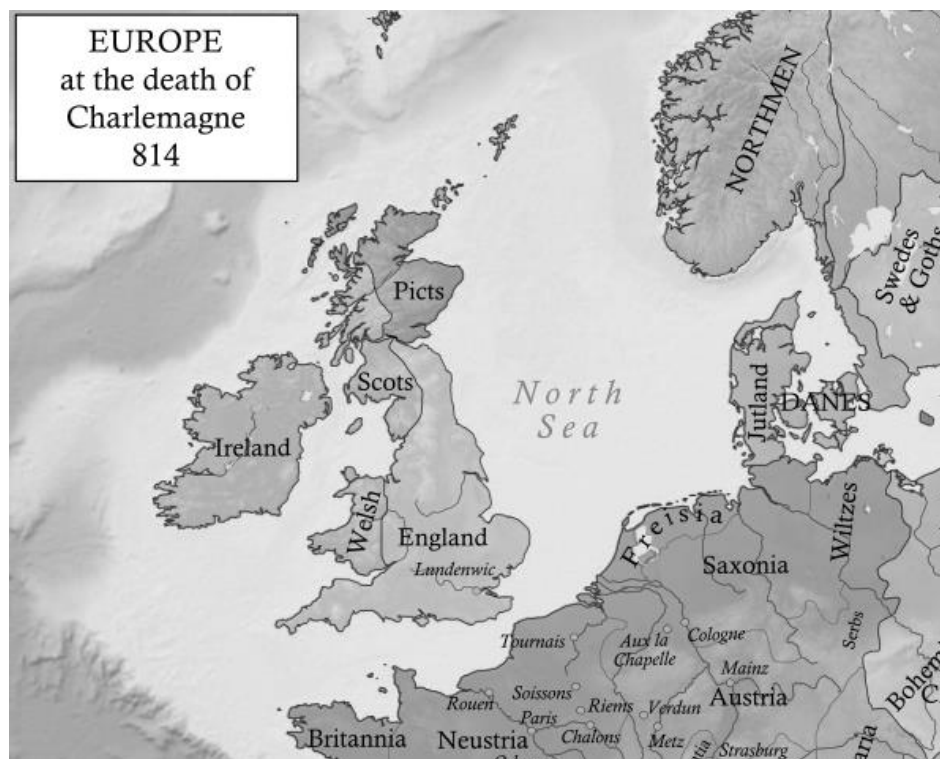 EUROPE
at the death of
Charlemagne
814
NORTHMEN
Swedes
& Goths
Picts
Scots
North
Sea
Jutland
DANES
Ireland
Welsh
England
Lundenwic
Freisia
Saxonia
Wiltzes
Serbs
Tournais
Aux la
Chapelle
Cologne
Mainz
Austria
Soissons
Rouen
Riems
Verdun
Paris
Chalons
Metz
Strasburg
Britannia
Neustria